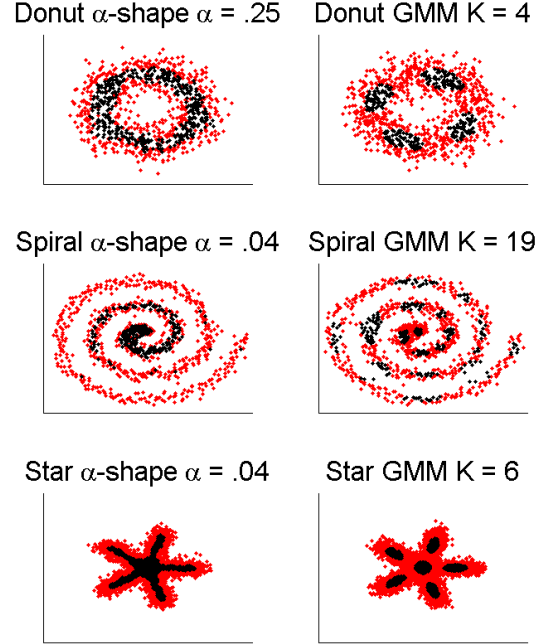 Donut α-shape α = .25
Donut GMM K = 4
Spiral α-shape α = .04
Spiral GMM K = 19
Star α-shape α = .04
Star GMM K = 6